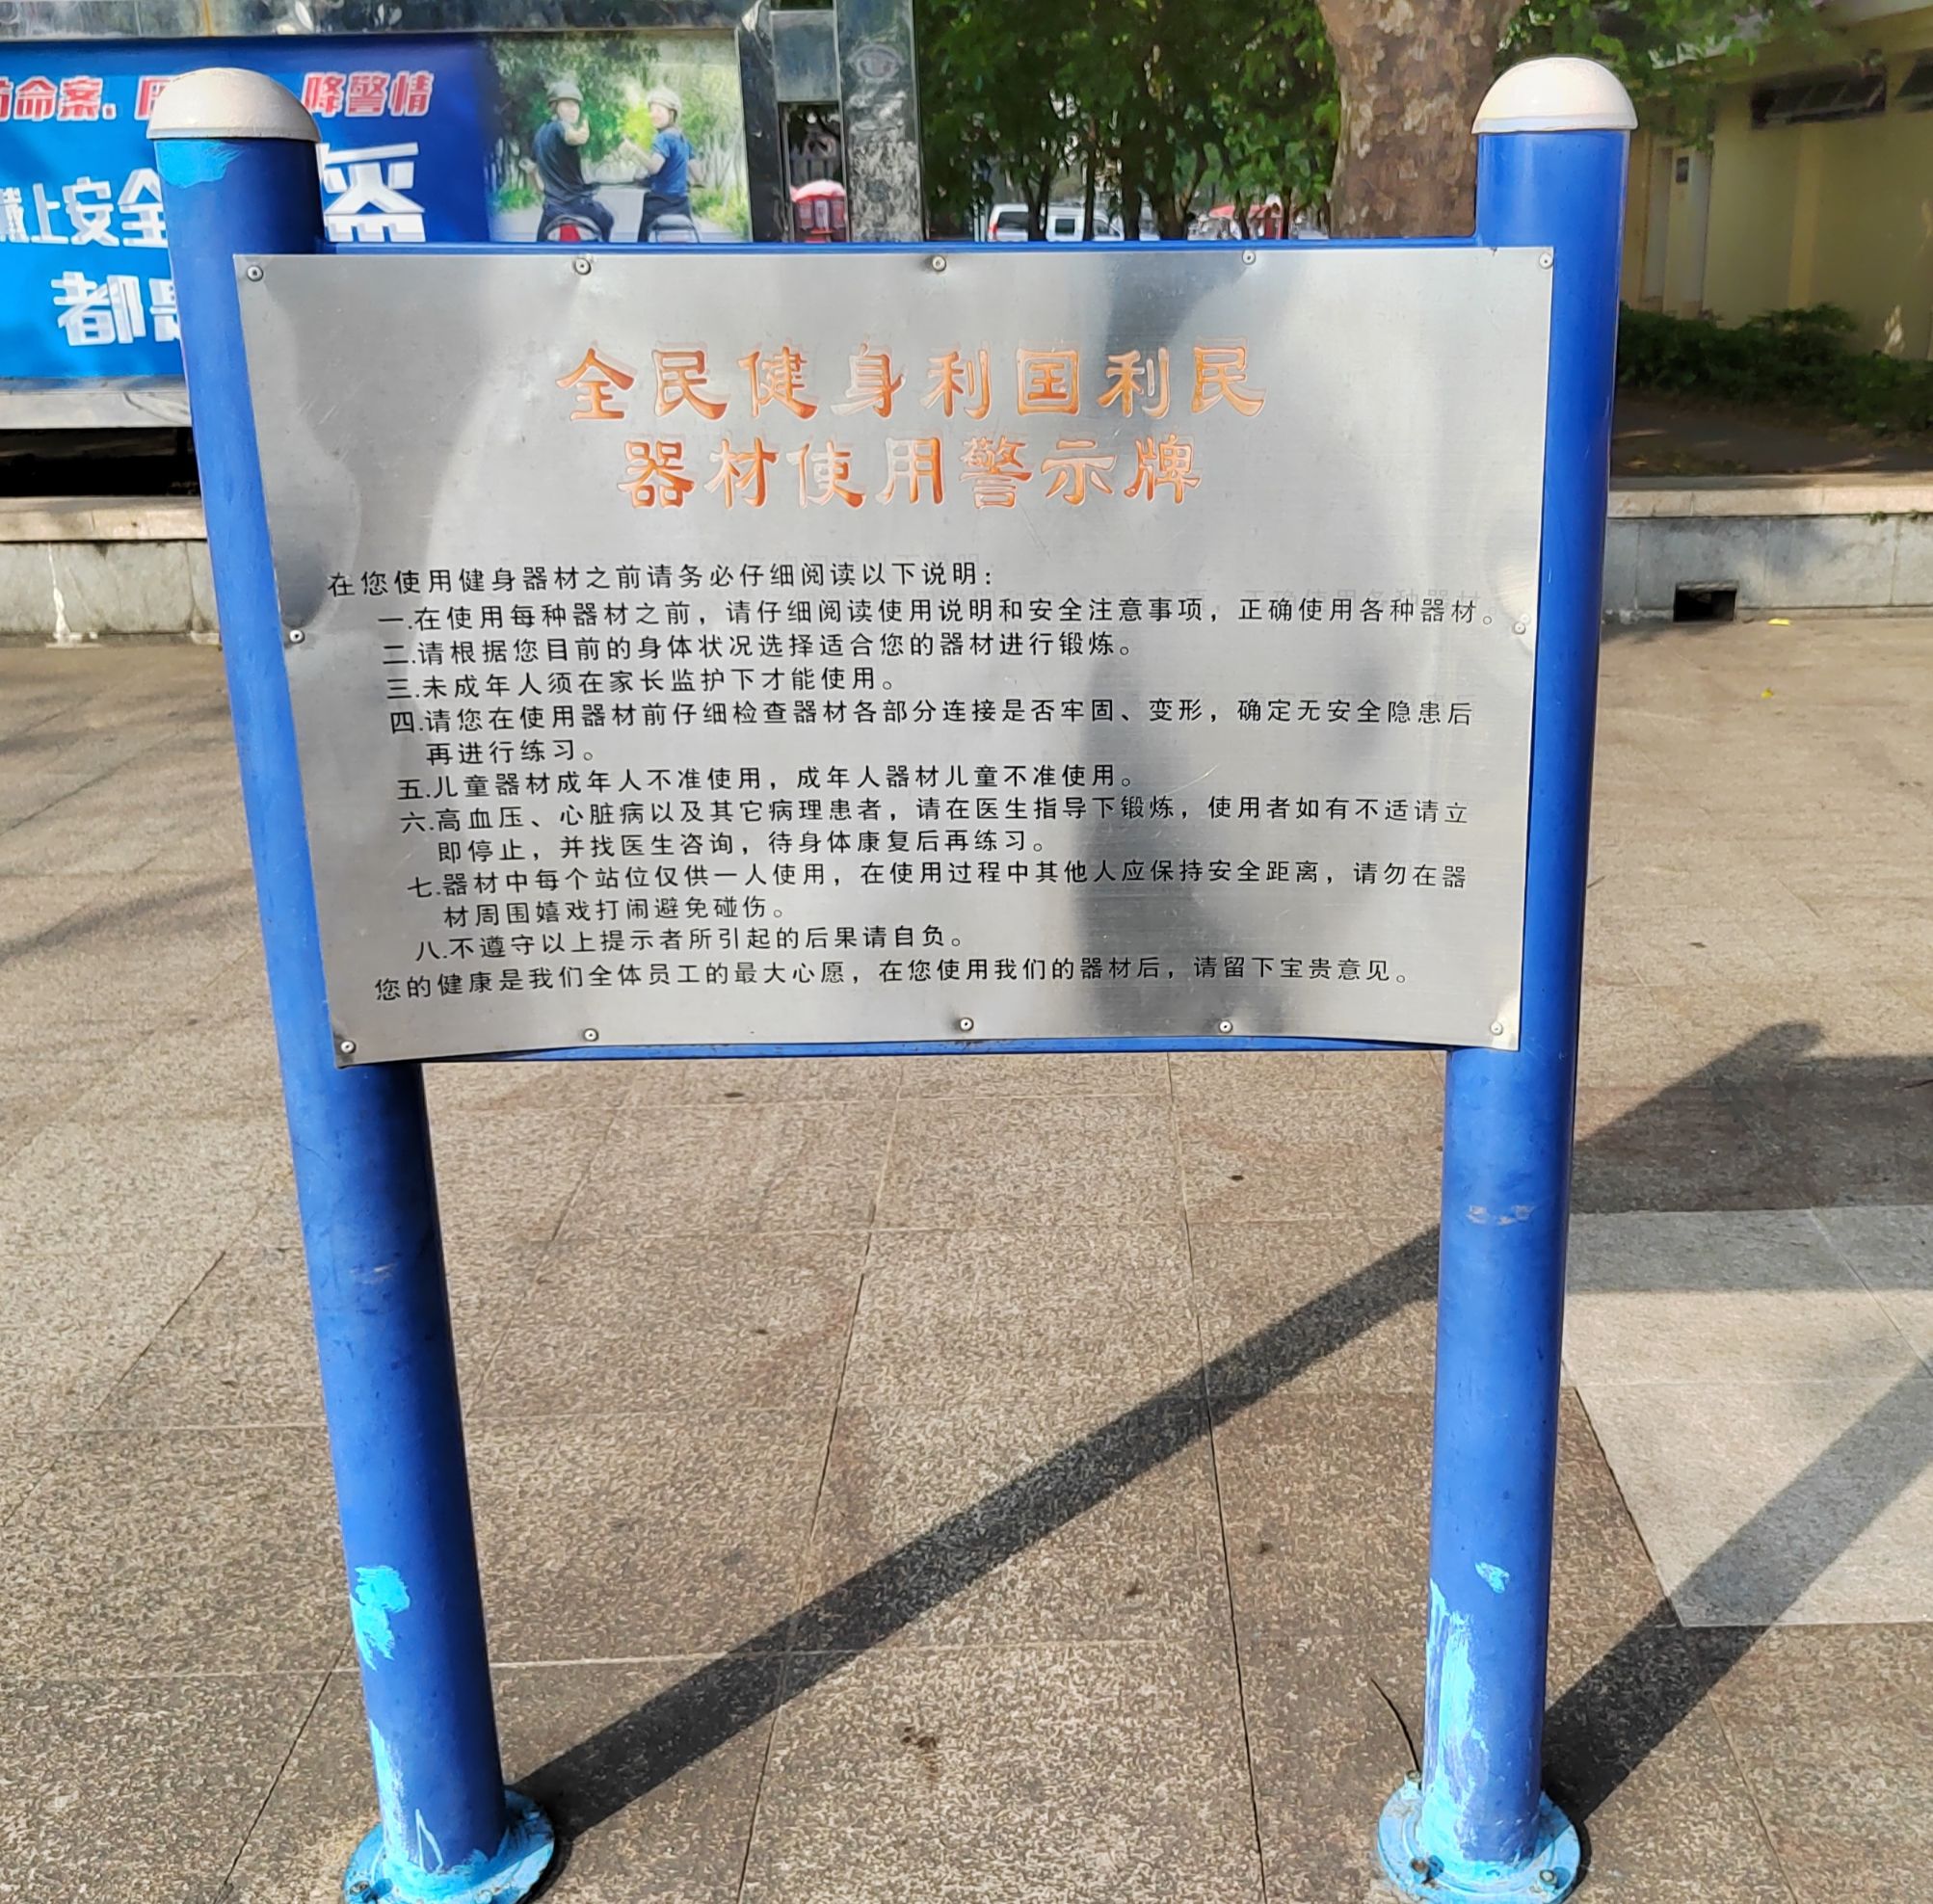 命案，
降警情
戴上安全
都
全民健身利国利民
器材使用警示牌
在您使用健身器材之前请务必仔细阅读以下说明：
一.在使用每种器材之前，请仔细阅读使用说明和安全注意事项，正确使用各种器材。
二.请根据您目前的身体状况选择适合您的器材进行锻炼。
三.未成年人须在家长监护下才能使用。
四.请您在使用器材前仔细检查器材各部分连接是否牢固、变形，确定无安全隐患后
再进行练习。
五.儿童器材成年人不准使用，成年人器材儿童不准使用。
六.高血压、心脏病以及其它病理患者，请在医生指导下锻炼，使用者如有不适请立
即停止，并找医生咨询，待身体康复后再练习。
七.器材中每个站位仅供一人使用，在使用过程中其他人应保持安全距离，请勿在器
材周围嬉戏打闹避免碰伤。
八.不遵守以上提示者所引起的后果请自负。
您的健康是我们全体员工的最大心愿，在您使用我们的器材后，请留下宝贵意见。